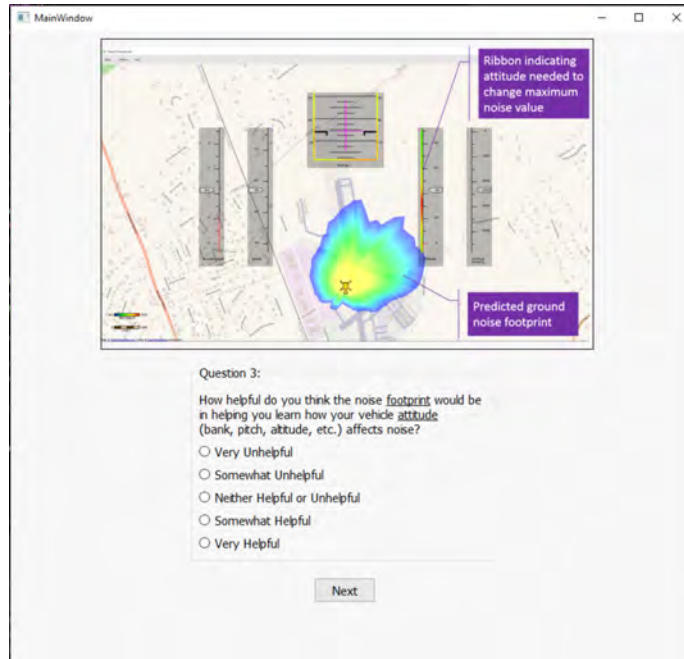 MainWindow
Ribbon indicating
attitude needed to
change maximum
noise value
Predicted ground
noise footprint
Question 3:
How helpful do you think the noise footprint would be
in helping you learn how your vehicle attitude
(bank, pitch, altitude, etc.) affects noise?
Very Unhelpful
Somewhat Unhelpful
Neither Helpful or Unhelpful
Somewhat Helpful
Very Helpful
Next